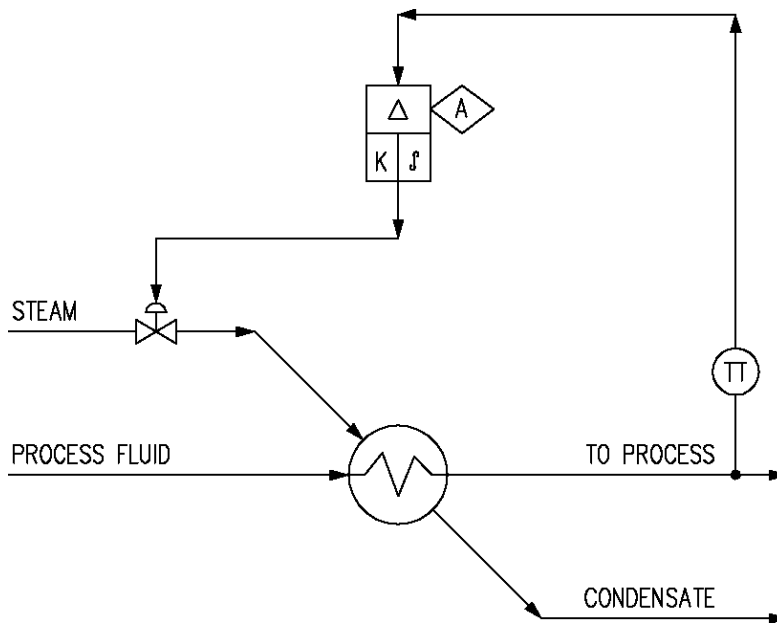 Δ
A
K ∫
STEAM
TT
PROCESS FLUID
TO PROCESS
CONDENSATE